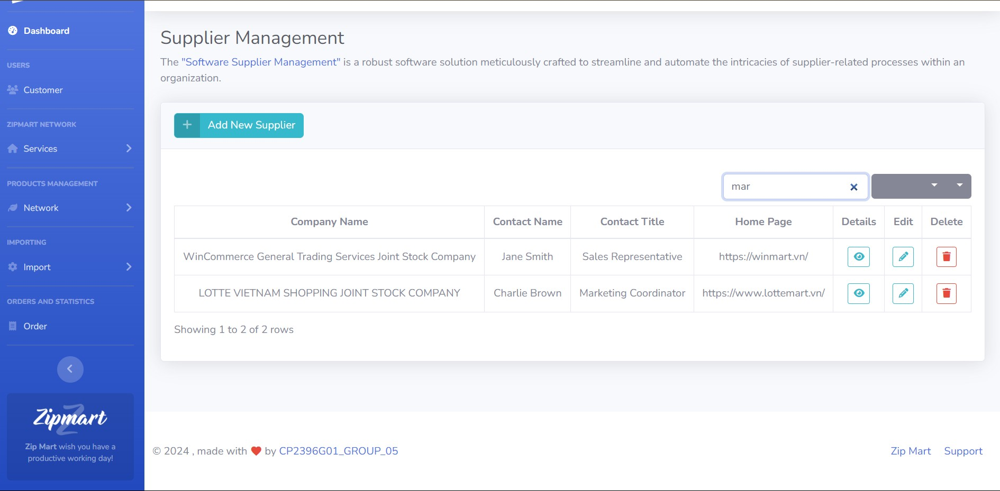 Dashboard
USERS
Customer
ZIPMART NETWORK
Services
PRODUCTS MANAGEMENT
Network
IMPORTING
Import
ORDERS AND STATISTICS
Order
Zipmart
Zip Mart wish you have a
productive working day!
Supplier Management
The "Software Supplier Management" is a robust software solution meticulously crafted to streamline and automate the intricacies of supplier-related processes within an
organization.
Add New Supplier
mar
Company Name Contact Name Contact Title Home Page Details Edit Delete
WinCommerce General Trading Services Joint Stock Company Jane Smith Sales Representative https://winmart.vn/
LOTTE VIETNAM SHOPPING JOINT STOCK COMPANY Charlie Brown Marketing Coordinator https://www.lottemart.vn/
Showing 1 to 2 of 2 rows
© 2024 , made with ❤ by CP2396G01_GROUP_05
Zip Mart Support